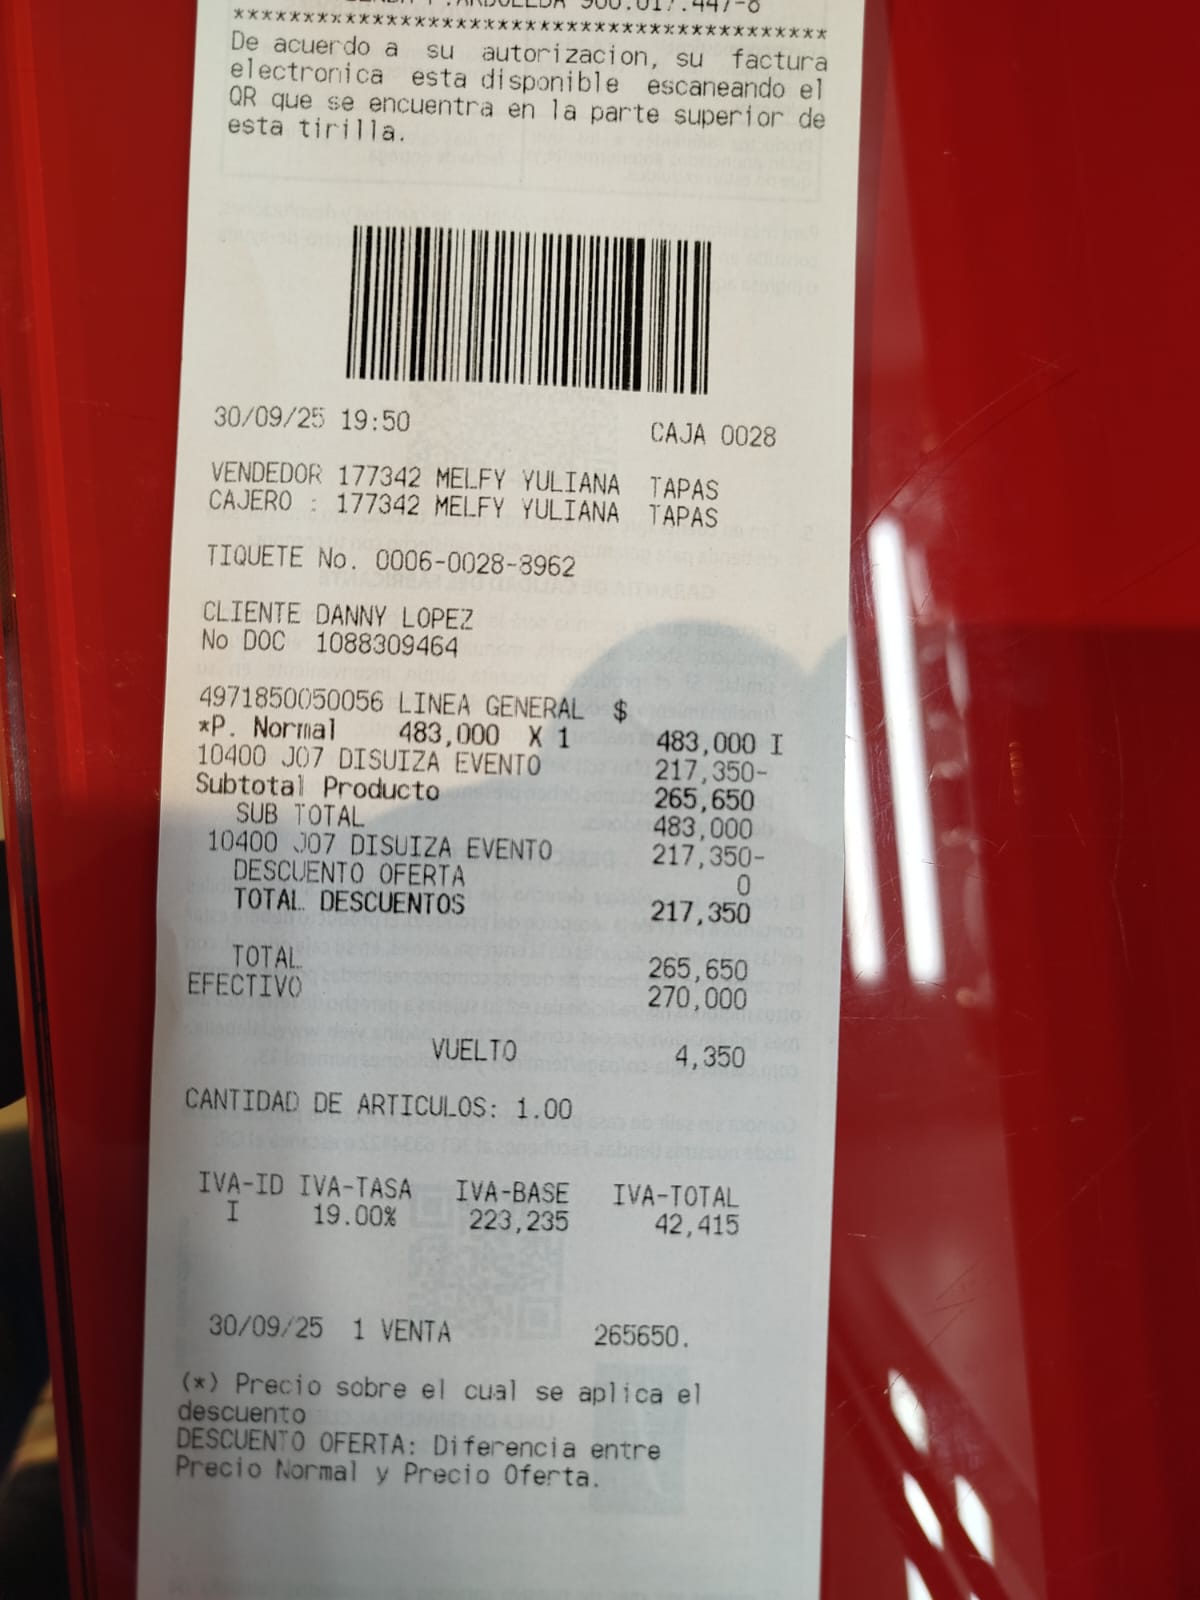 900.017.447-8
******************************************
De acuerdo a su autorizacion, su factura
electronica esta disponible escaneando el
QR que se encuentra en la parte superior de
esta tirilla.
30/09/25 19:50 CAJA 0028
VENDEDOR 177342 MELFY YULIANA TAPAS
CAJERO : 177342 MELFY YULIANA TAPAS
TIQUETE No. 0006-0028-8962
CLIENTE DANNY LOPEZ
No DOC 1088309464
4971850050056 LINEA GENERAL $
*P. Normal 483,000 X 1 483,000 I
10400 J07 DISUIZA EVENTO 217,350-
Subtotal Producto 265,650
SUB TOTAL 483,000
10400 J07 DISUIZA EVENTO 217,350-
DESCUENTO OFERTA 0
TOTAL DESCUENTOS 217,350
TOTAL 265,650
EFECTIVO 270,000
VUELTO 4,350
CANTIDAD DE ARTICULOS: 1.00
IVA-ID IVA-TASA IVA-BASE IVA-TOTAL
I 19.00% 223,235 42,415
30/09/25 1 VENTA 265650.
(*) Precio sobre el cual se aplica el
descuento
DESCUENTO OFERTA: Diferencia entre
Precio Normal y Precio Oferta.